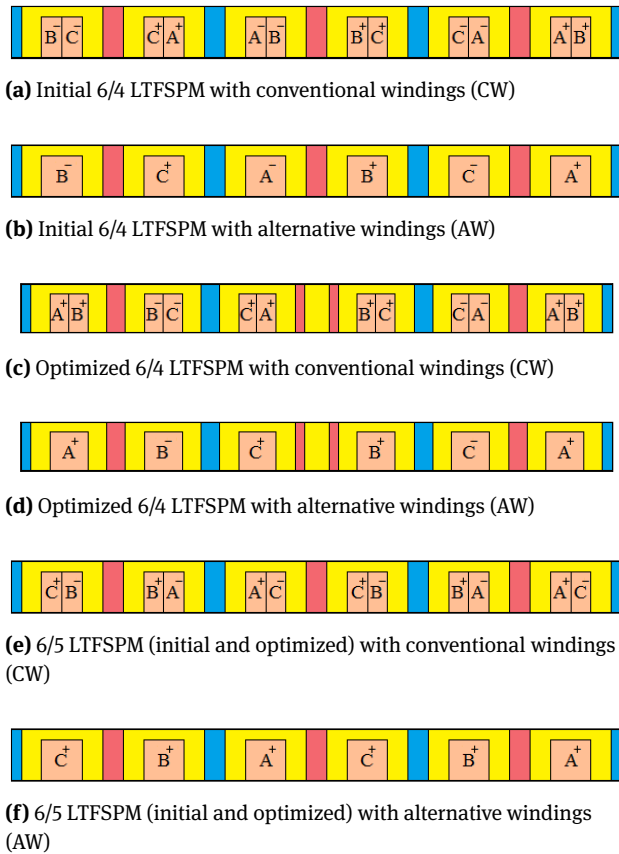 B⁻ C⁻ C⁺ A⁺ A⁻ B⁻ B⁺ C⁺ C⁻ A⁻ A⁺ B⁺
(a) Initial 6/4 LTFSPM with conventional windings (CW)
B⁻ C⁺ A⁻ B⁺ C⁻ A⁺
(b) Initial 6/4 LTFSPM with alternative windings (AW)
A⁺ B⁺ B⁻ C⁻ C⁺ A⁺ B⁺ C⁺ C⁻ A⁻ A⁺ B⁺
(c) Optimized 6/4 LTFSPM with conventional windings (CW)
A⁺ B⁻ C⁺ B⁺ C⁻ A⁺
(d) Optimized 6/4 LTFSPM with alternative windings (AW)
C⁺ B⁻ B⁺ A⁻ A⁺ C⁻ C⁺ B⁻ B⁺ A⁻ A⁺ C⁻
(e) 6/5 LTFSPM (initial and optimized) with conventional windings
(CW)
C⁺ B⁺ A⁺ C⁺ B⁺ A⁺
(f) 6/5 LTFSPM (initial and optimized) with alternative windings
(AW)